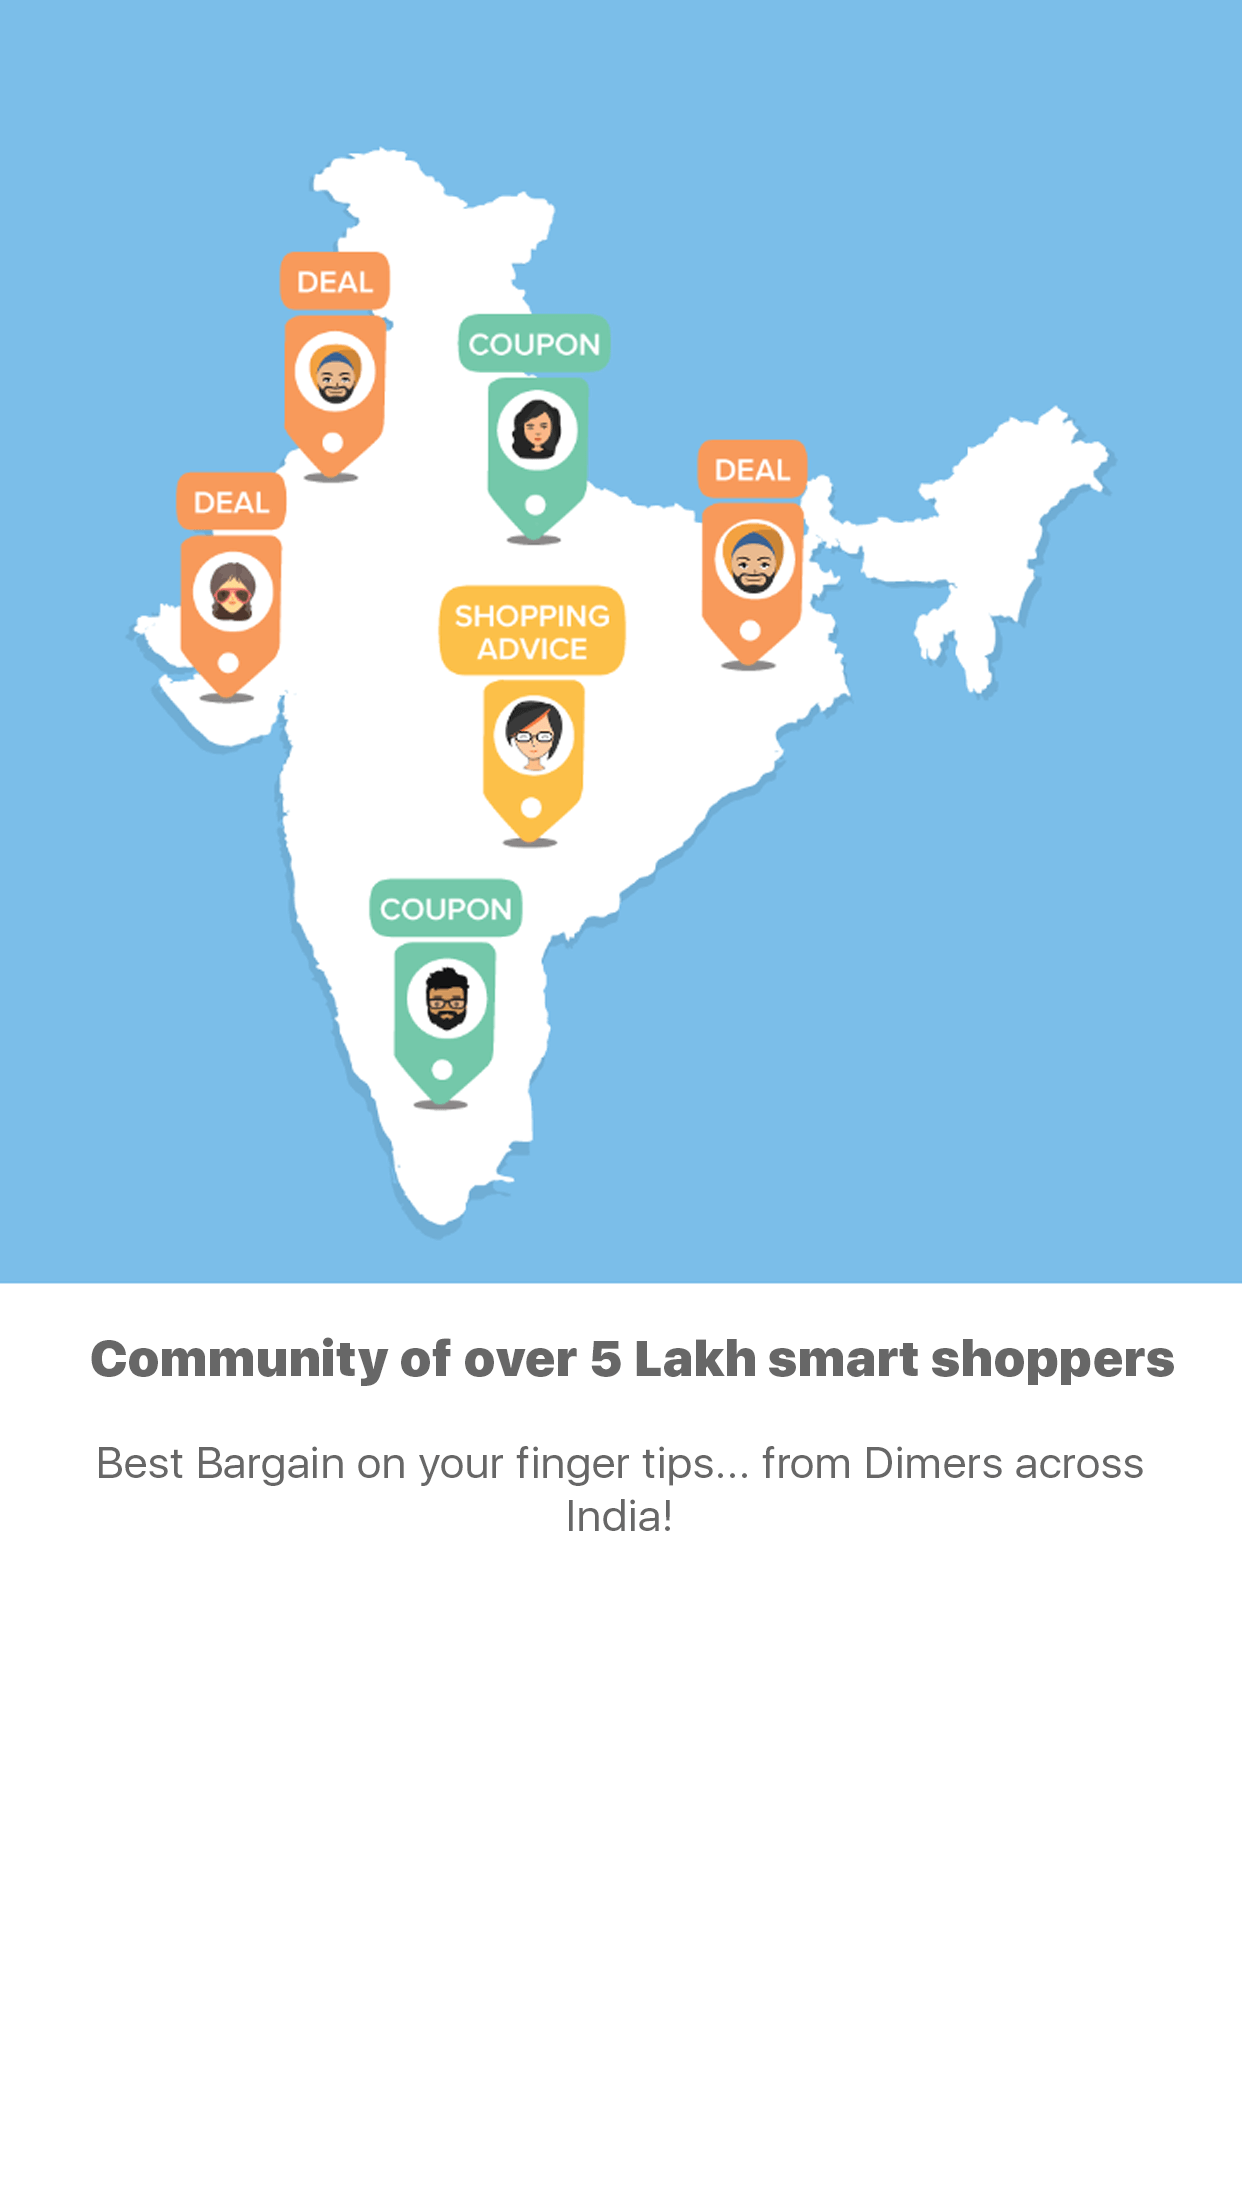 DEAL
COUPON
DEAL
DEAL
SHOPPING
ADVICE
COUPON
Community of over 5 Lakh smart shoppers
Best Bargain on your finger tips... from Dimers across
India!